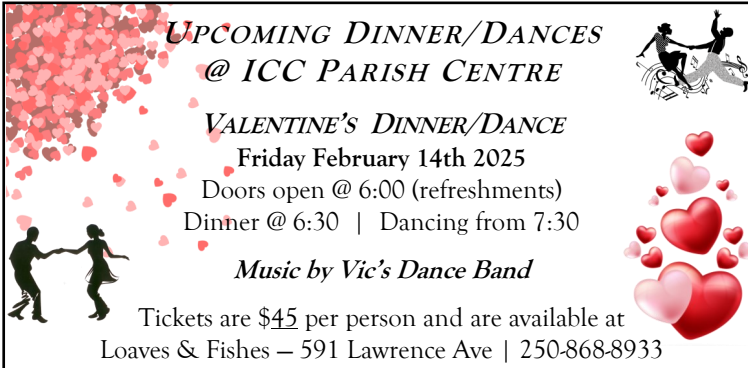 UPCOMING DINNER/DANCES
@ ICC PARISH CENTRE
VALENTINE'S DINNER/DANCE
Friday February 14th 2025
Doors open @ 6:00 (refreshments)
Dinner @ 6:30 | Dancing from 7:30
Music by Vic's Dance Band
Tickets are $45 per person and are available at
Loaves & Fishes – 591 Lawrence Ave | 250-868-8933